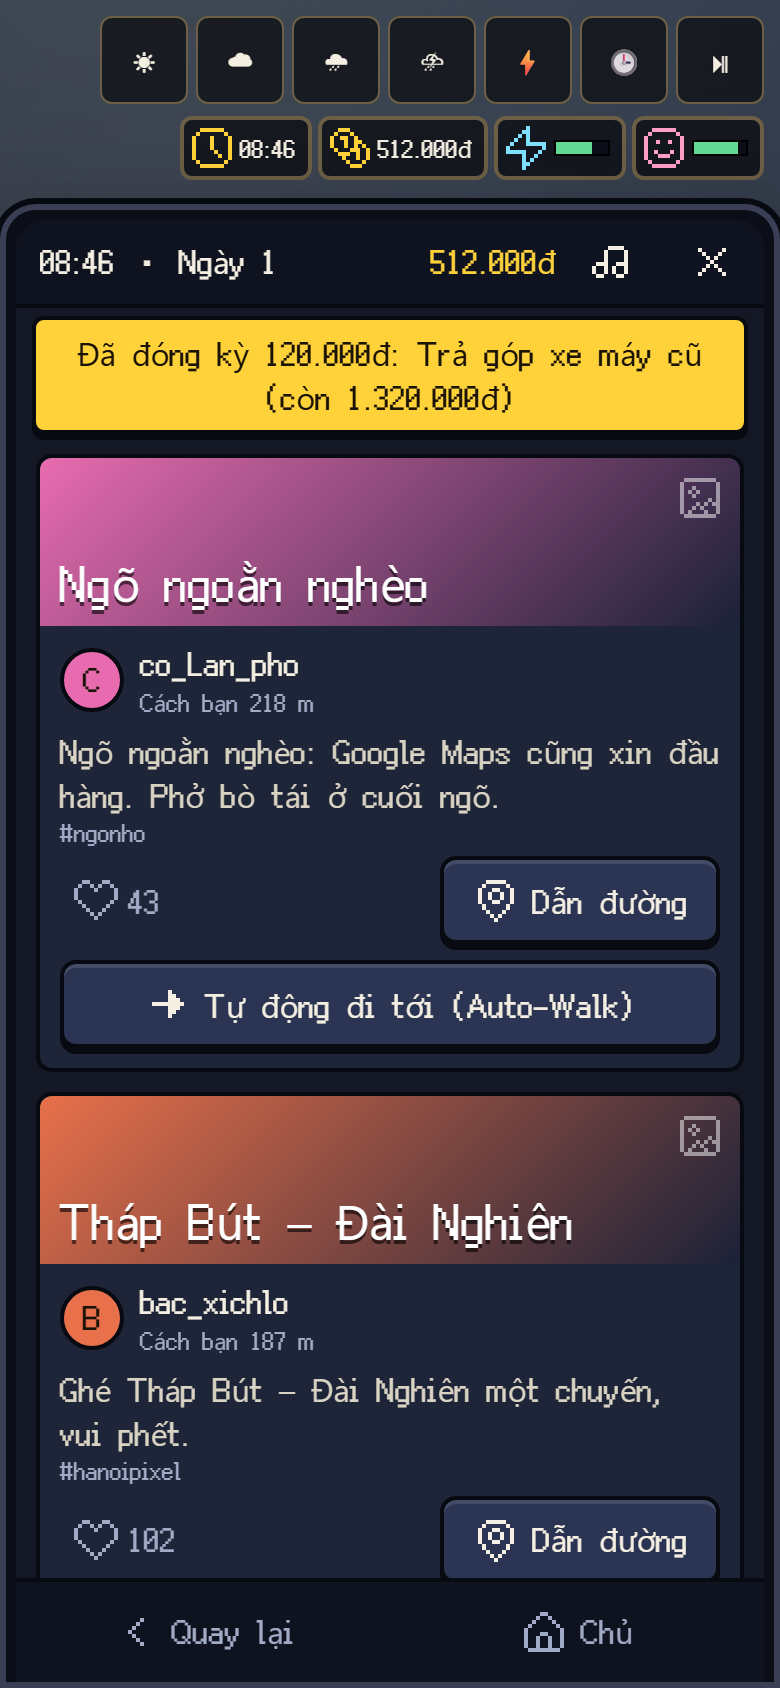 08:46
512.000đ
08:46 · Ngày 1
512.000đ
Đã đóng kỳ 120.000đ: Trả góp xe máy cũ
(còn 1.320.000đ)
Ngõ ngoằn nghèo
C
co_Lan_pho
Cách bạn 218 m
Ngõ ngoằn nghèo: Google Maps cũng xin đầu
hàng. Phở bò tái ở cuối ngõ.
#ngonho
43
Dẫn đường
Tự động đi tới (Auto-Walk)
Tháp Bút – Đài Nghiên
B
bac_xichlo
Cách bạn 187 m
Ghé Tháp Bút – Đài Nghiên một chuyến,
vui phết.
#hanoipixel
102
Dẫn đường
Quay lại
Chủ